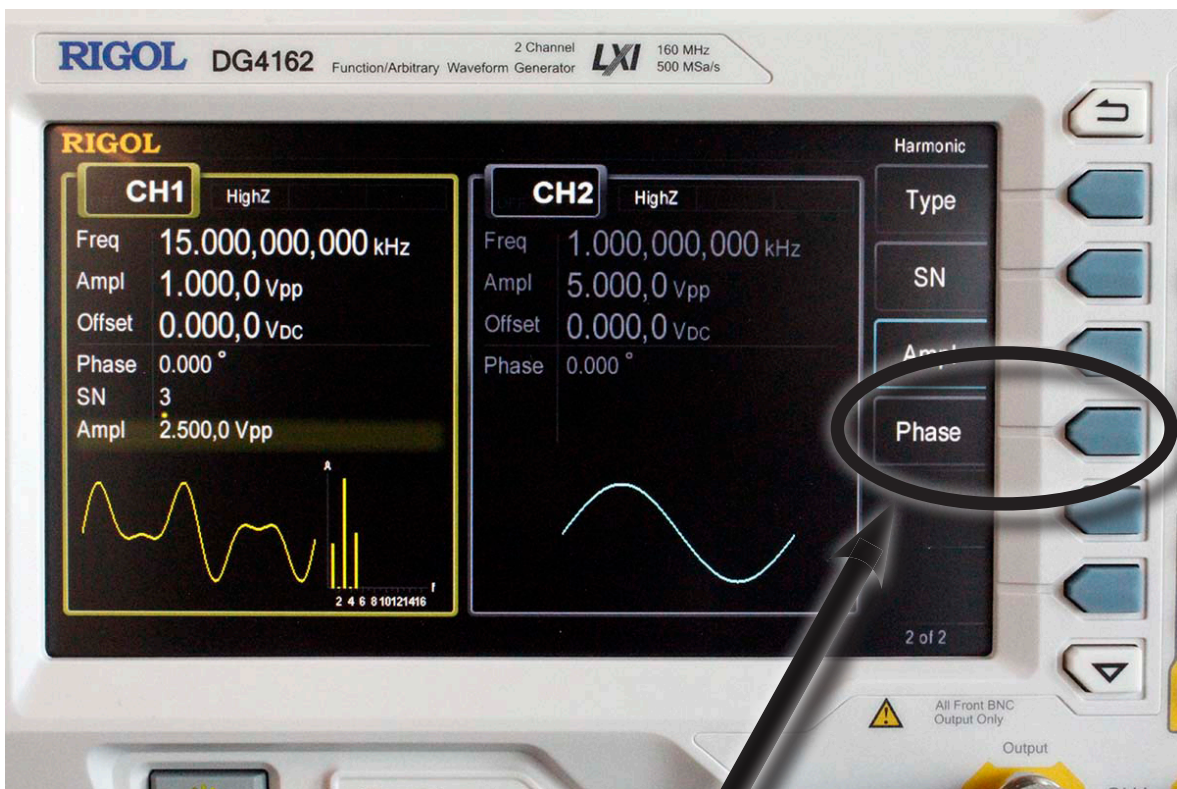 RIGOL DG4162 Function/Arbitrary Waveform Generator 2 Channel LXI 160 MHz 500 MSa/s
RIGOL
Harmonic
CH1 HighZ
Freq 15.000,000,000 kHz
Ampl 1.000,0 Vpp
Offset 0.000,0 VDC
Phase 0.000 °
SN 3
Ampl 2.500,0 Vpp
A
f
2 4 6 8 10121416
CH2 HighZ
Freq 1.000,000,000 kHz
Ampl 5.000,0 Vpp
Offset 0.000,0 VDC
Phase 0.000 °
Type
SN
Ampl
Phase
2 of 2
All Front BNC
Output Only
Output